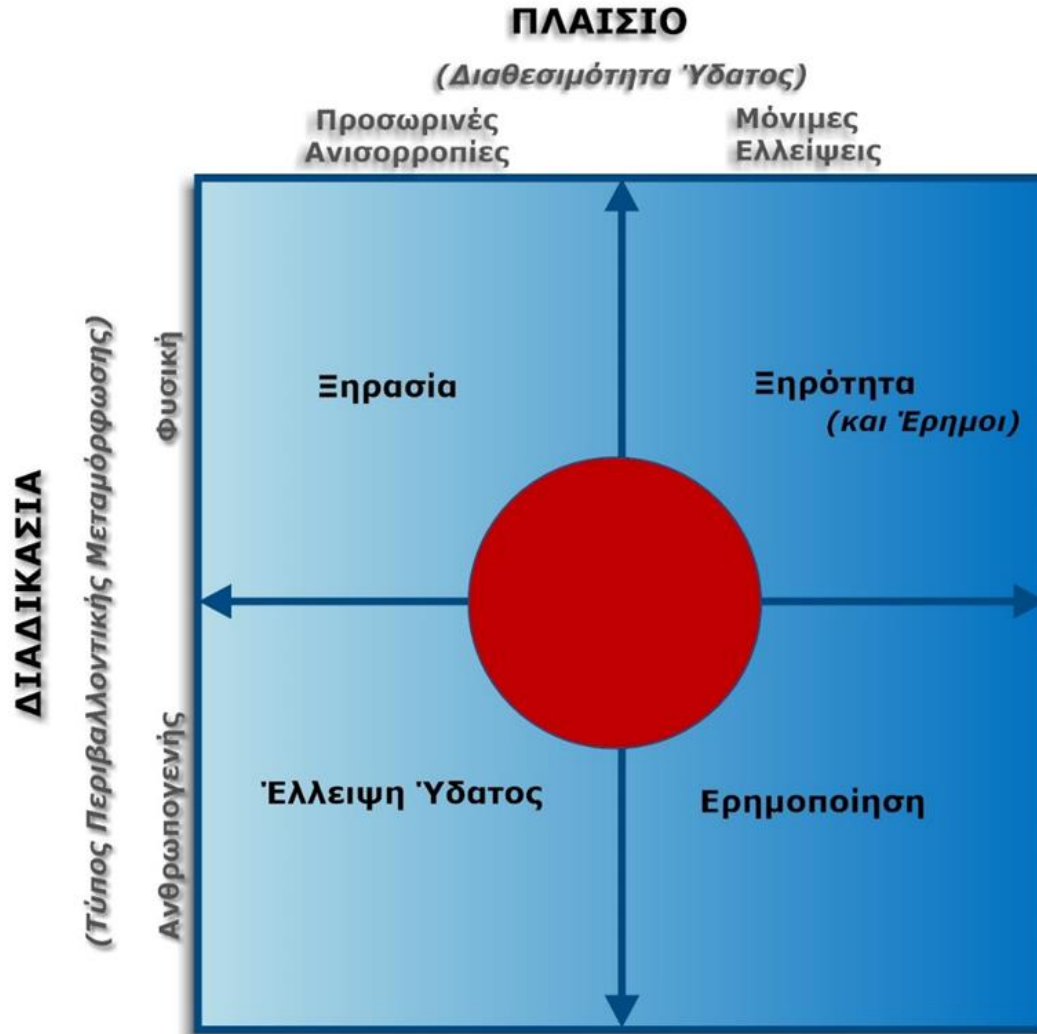 ΠΛΑΙΣΙΟ
(Διαθεσιμότητα Ύδατος)
Προσωρινές
Ανισορροπίες
Μόνιμες
Ελλείψεις
ΔΙΑΔΙΚΑΣΙΑ
(Τύπος Περιβαλλοντικής Μεταμόρφωσης)
Φυσική
Ανθρωπογενής
Ξηρασία
Ξηρότητα
(και Έρημοι)
Έλλειψη Ύδατος
Ερημοποίηση